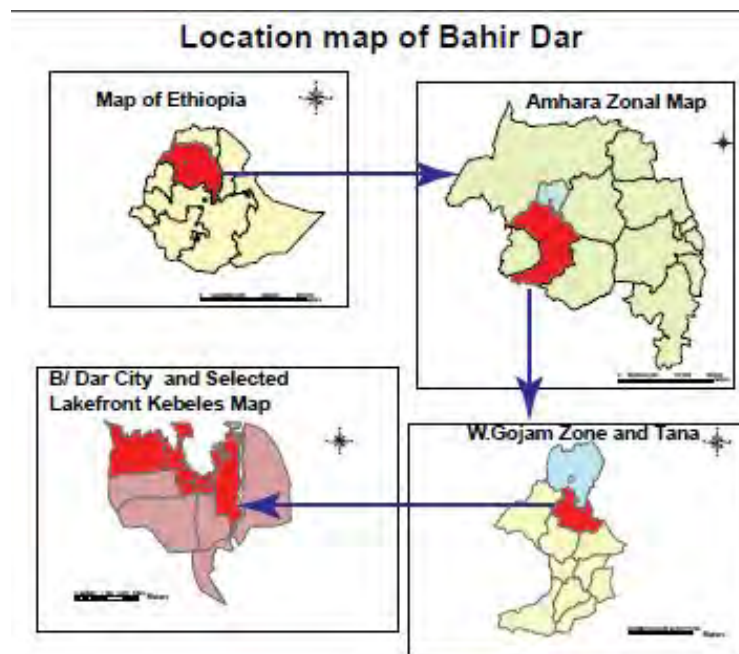 Location map of Bahir Dar
Map of Ethiopia
Amhara Zonal Map
B/ Dar City and Selected
Lakefront Kebeles Map
W.Gojam Zone and Tana